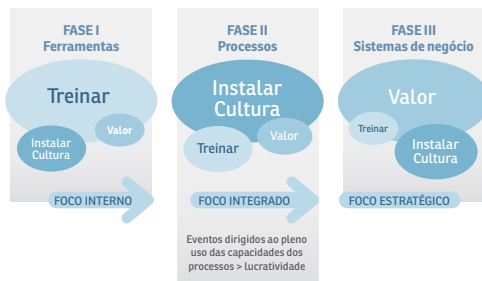 FASE I
Ferramentas
Treinar
Valor
Instalar
Cultura
FOCO INTERNO
FASE II
Processos
Instalar
Cultura
Valor
Treinar
FOCO INTEGRADO
Eventos dirigidos ao pleno
uso das capacidades dos
processos > lucratividade
FASE III
Sistemas de negócio
Valor
Treinar
Instalar
Cultura
FOCO ESTRATÉGICO